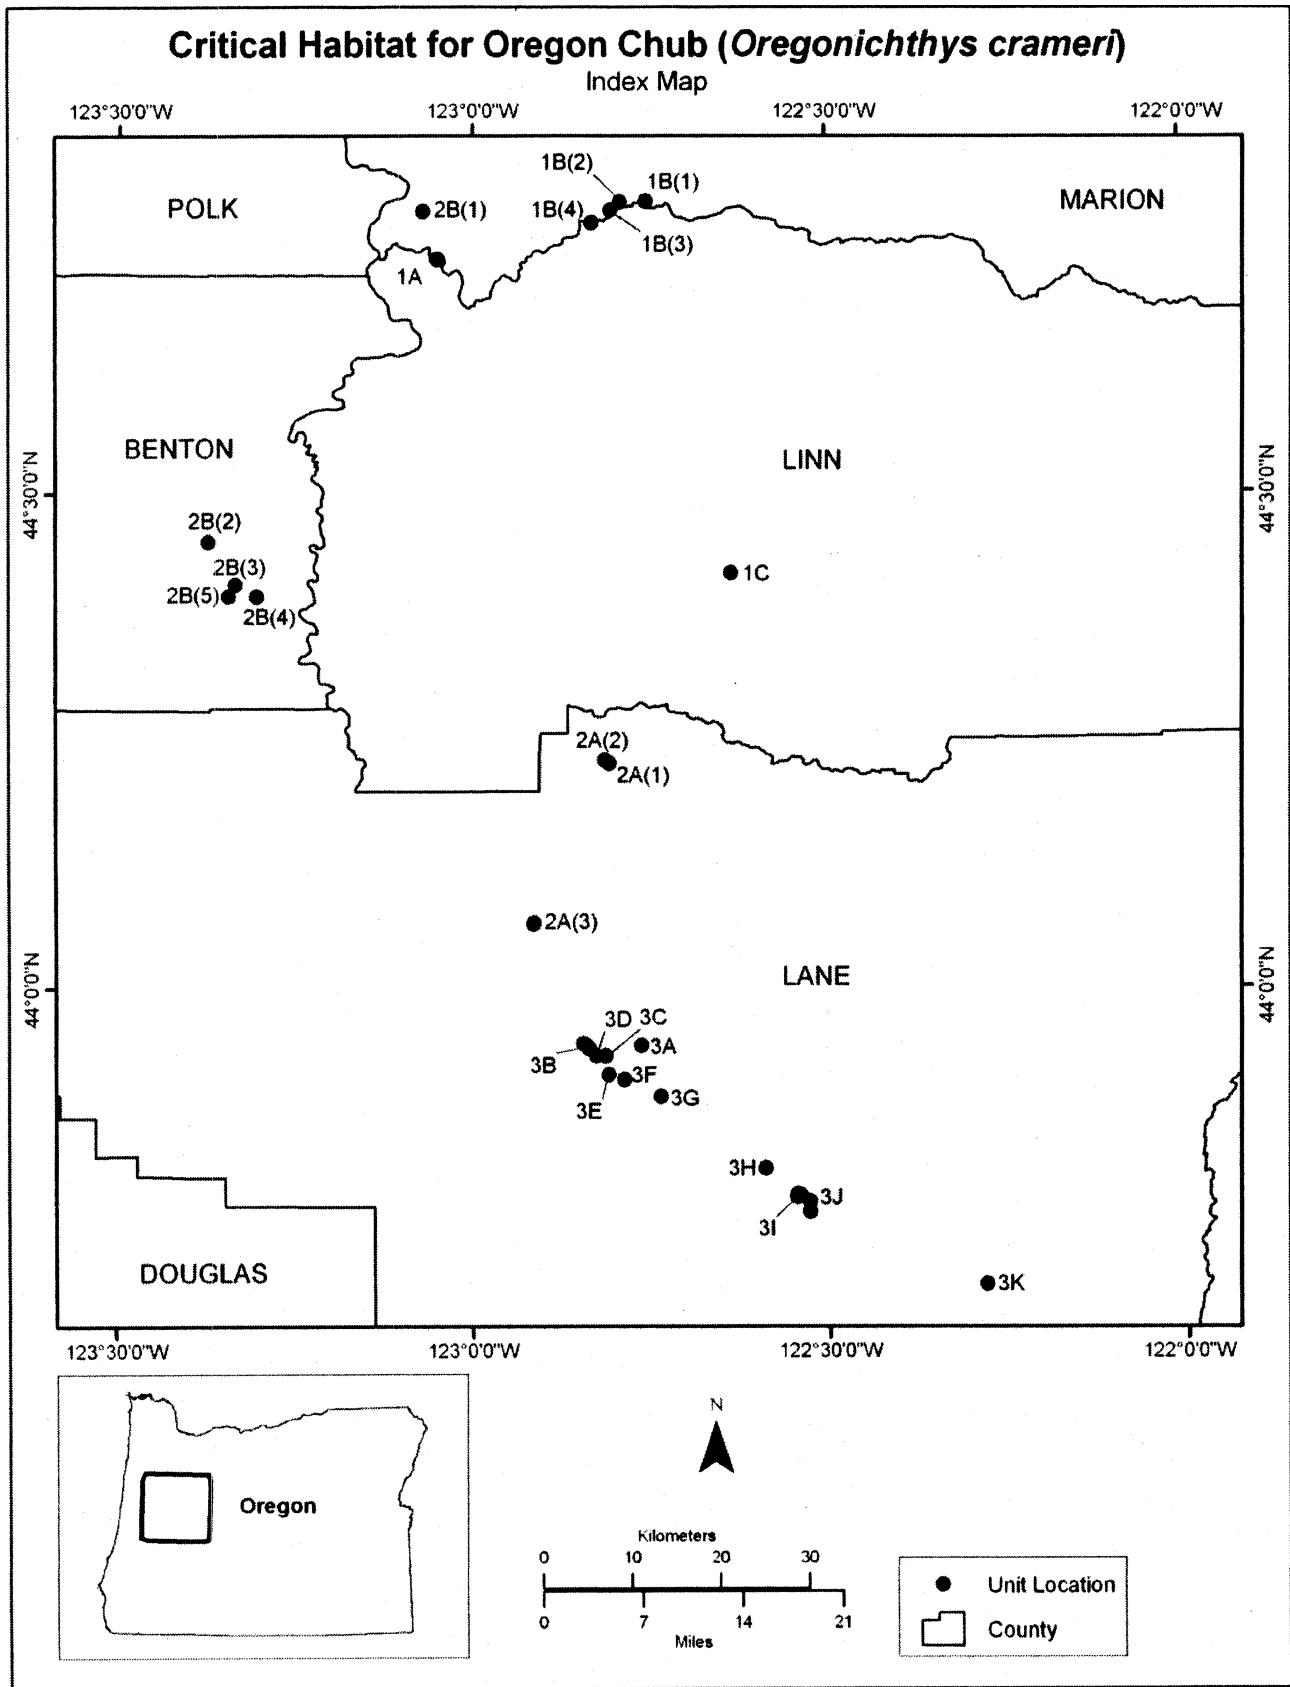 Critical Habitat for Oregon Chub (Oregonichthys crameri)
Index Map
123°30'0"W 123°0'0"W 122°30'0"W 122°0'0"W
1B(2)
1B(1)
POLK
2B(1)
1B(4)
MARION
1B(3)
1A
BENTON
LINN
44°30'0"N
44°30'0"N
2B(2)
2B(3)
1C
2B(5)
2B(4)
2A(2)
2A(1)
2A(3)
LANE
44°0'0"N
44°0'0"N
3D
3C
3A
3B
3F
3E
3G
3H
3J
3I
DOUGLAS
3K
123°30'0"W 123°0'0"W 122°30'0"W 122°0'0"W
N
Oregon
Kilometers
0 10 20 30
0 7 14 21
Miles
Unit Location
County